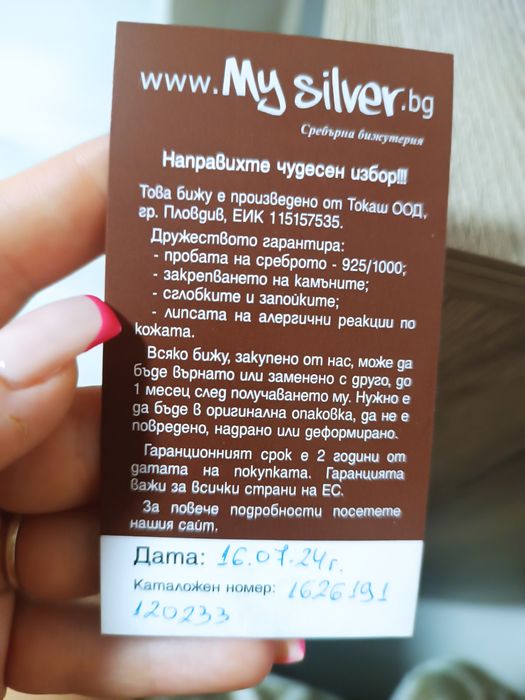 www.My silver.bg
Сребърна бижутерия
Направихте чудесен избор!!!
Това бижу е произведено от Токаш ООД,
гр. Пловдив, ЕИК 115157535.
Дружеството гарантира:
- пробата на среброто - 925/1000;
- закрепването на камъните;
- сглобките и запойките;
- липсата на алергични реакции по
кожата.
Всяко бижу, закупено от нас, може да
бъде върнато или заменено с друго, до
1 месец след получаването му. Нужно е
да бъде в оригинална опаковка, да не е
повредено, надрано или деформирано.
Гаранционният срок е 2 години от
датата на покупката. Гаранцията
важи за всички страни на ЕС.
За повече подробности посетете
нашия сайт.
Дата: 16.07.24г.
Каталожен номер: 1626191
120233